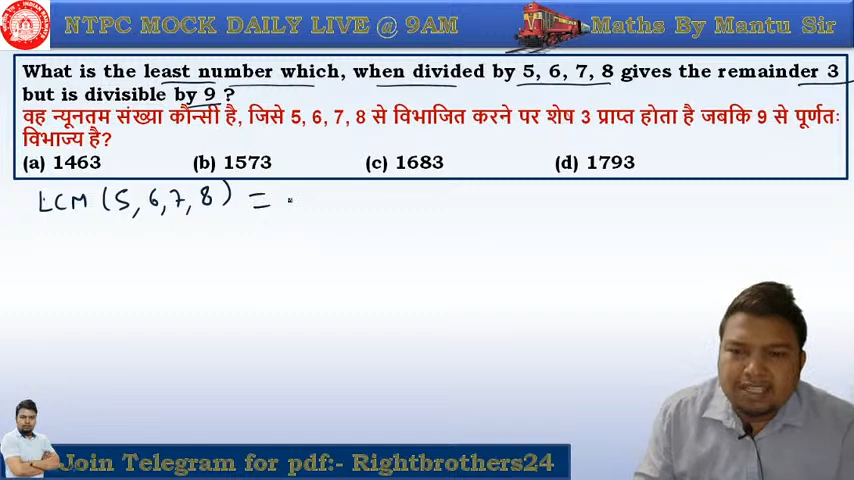 NTPC MOCK DAILY LIVE @ 9AM Maths By Mantu Sir
What is the least number which, when divided by 5, 6, 7, 8 gives the remainder 3
but is divisible by 9 ?
वह न्यूनतम संख्या कौन्सी है, जिसे 5, 6, 7, 8 से विभाजित करने पर शेष 3 प्राप्त होता है जबकि 9 से पूर्णतः
विभाज्य है?
(a) 1463 (b) 1573 (c) 1683 (d) 1793
LCM (5, 6, 7, 8) =
Join Telegram for pdf:- Rightbrothers24